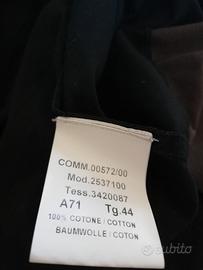 COMM.00572/00
Mod.2537100
Tess.3420087
A71 Tg.44
100% COTONE/COTTON
BAUMWOLLE/COTON
subito